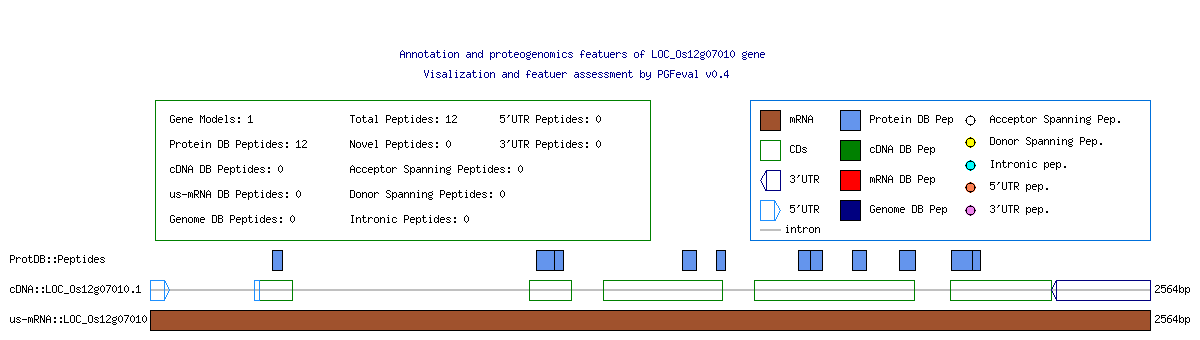 Annotation and proteogenomics featuers of LOC_Os12g07010 gene
Visalization and featuer assessment by PGFeval v0.4
Gene Models: 1 Total Peptides: 12 5'UTR Peptides: 0
Protein DB Peptides: 12 Novel Peptides: 0 3'UTR Peptides: 0
cDNA DB Peptides: 0 Acceptor Spanning Peptides: 0
us-mRNA DB Peptides: 0 Donor Spanning Peptides: 0
Genome DB Peptides: 0 Intronic Peptides: 0
mRNA Protein DB Pep Acceptor Spanning Pep.
CDs cDNA DB Pep Donor Spanning Pep.
3'UTR mRNA DB Pep Intronic pep.
5'UTR Genome DB Pep 5'UTR pep.
intron 3'UTR pep.
ProtDB::Peptides
cDNA::LOC_Os12g07010.1 2564bp
us-mRNA::LOC_Os12g07010 2564bp